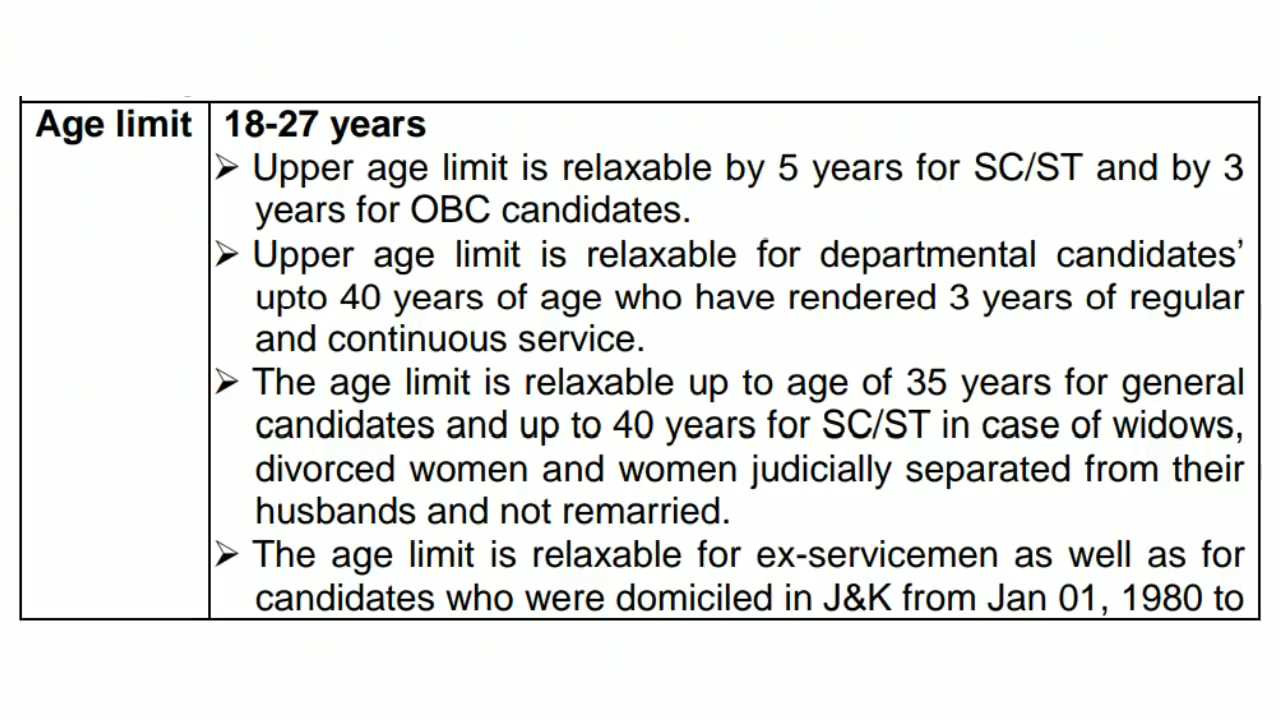 Age limit
18-27 years
➢ Upper age limit is relaxable by 5 years for SC/ST and by 3
years for OBC candidates.
➢ Upper age limit is relaxable for departmental candidates’
upto 40 years of age who have rendered 3 years of regular
and continuous service.
➢ The age limit is relaxable up to age of 35 years for general
candidates and up to 40 years for SC/ST in case of widows,
divorced women and women judicially separated from their
husbands and not remarried.
➢ The age limit is relaxable for ex-servicemen as well as for
candidates who were domiciled in J&K from Jan 01, 1980 to